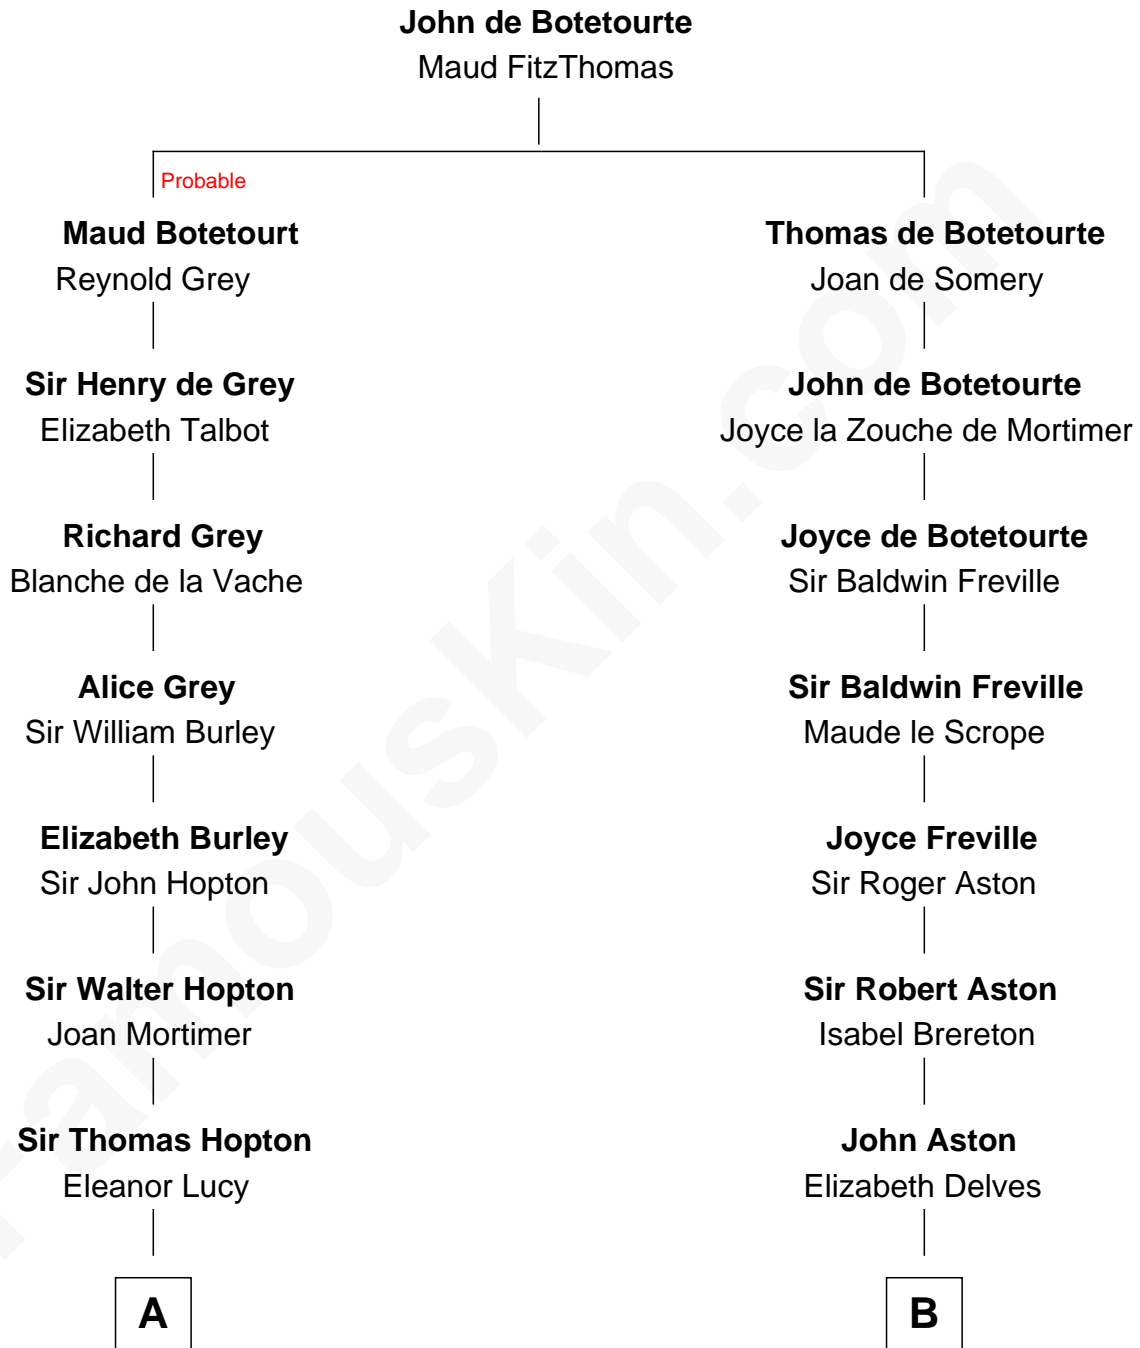 John de Botetourte
Maud FitzThomas
Probable
Maud Botetourt
Reynold Grey
Sir Henry de Grey
Elizabeth Talbot
Richard Grey
Blanche de la Vache
Alice Grey
Sir William Burley
Elizabeth Burley
Sir John Hopton
Sir Walter Hopton
Joan Mortimer
Sir Thomas Hopton
Eleanor Lucy
A
Thomas de Botetourte
Joan de Somery
John de Botetourte
Joyce la Zouche de Mortimer
Joyce de Botetourte
Sir Baldwin Freville
Sir Baldwin Freville
Maude le Scrope
Joyce Freville
Sir Roger Aston
Sir Robert Aston
Isabel Brereton
John Aston
Elizabeth Delves
B
FamousKin.com